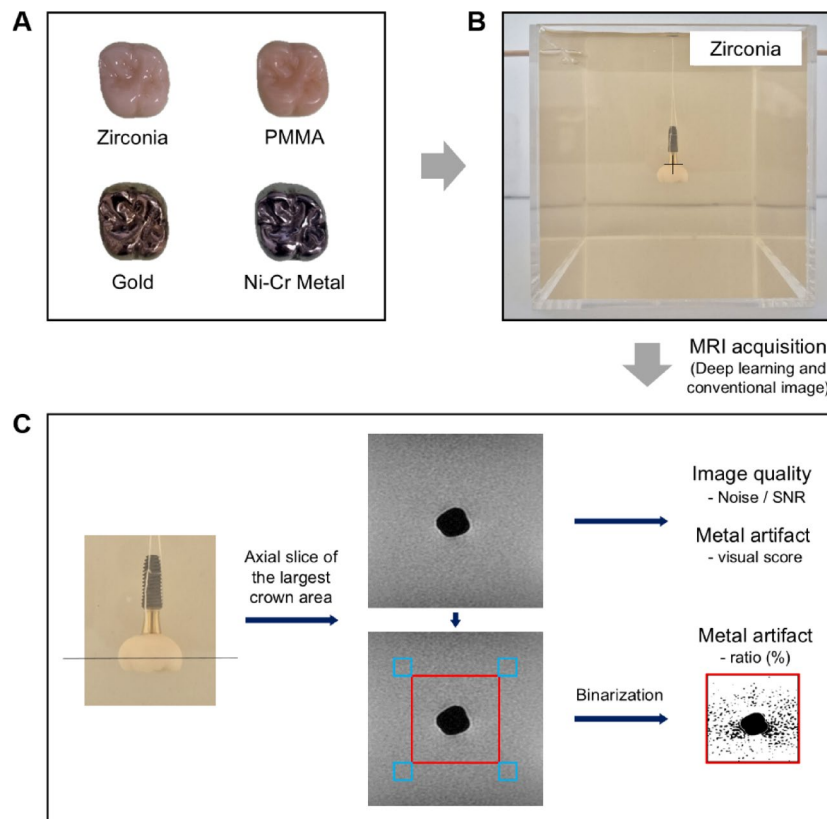 A
Zirconia
PMMA
Gold
Ni-Cr Metal
B
Zirconia
MRI acquisition
(Deep learning and
conventional image)
C
Axial slice of
the largest
crown area
Image quality
- Noise / SNR
Metal artifact
- visual score
Binarization
Metal artifact
- ratio (%)